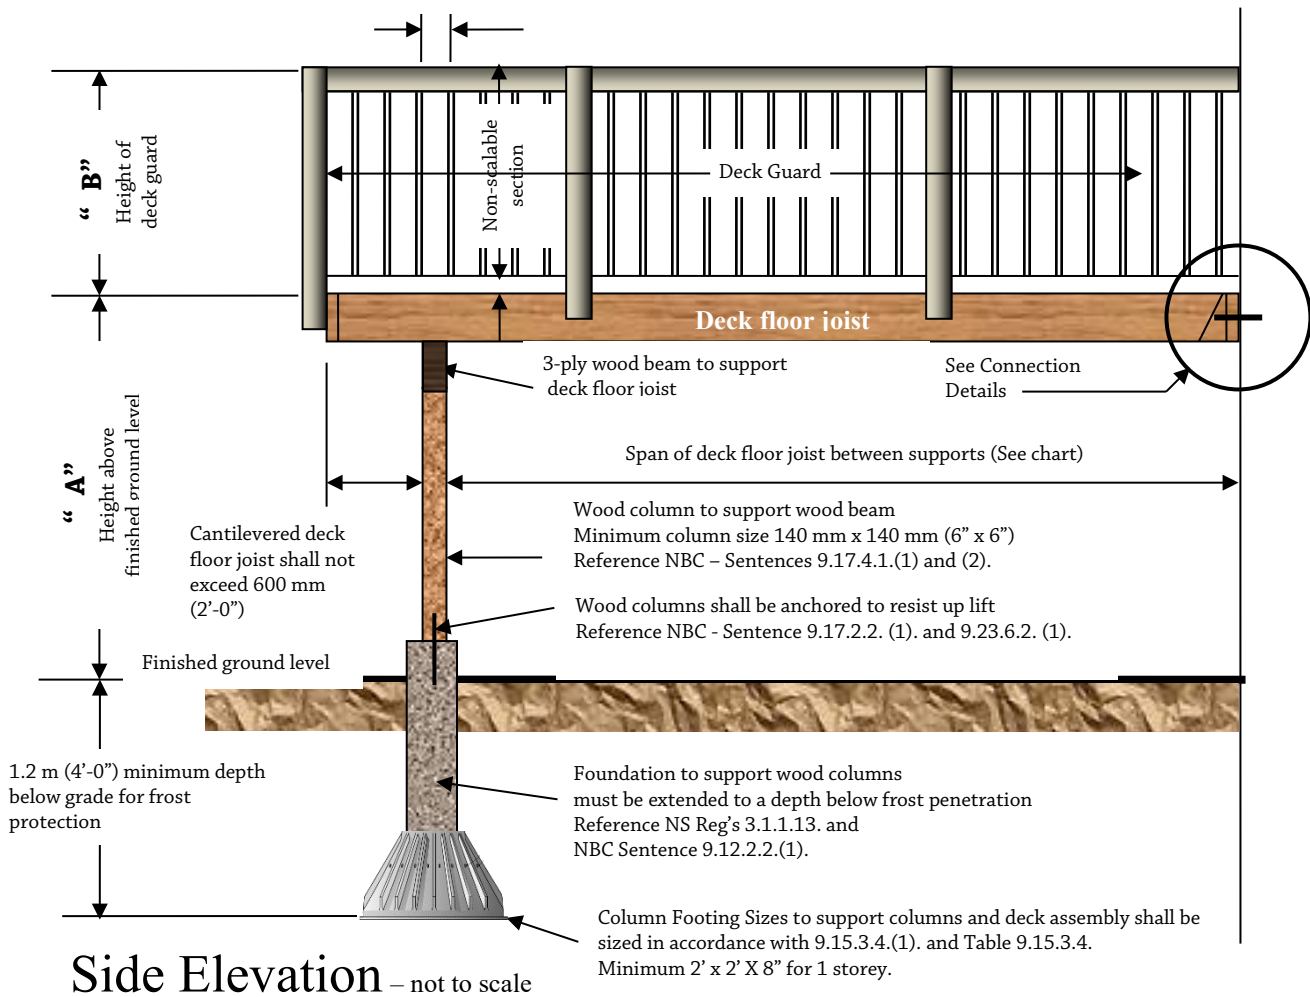 “ B”
Height of
deck guard
Non-scalable
section
Deck Guard
Deck floor joist
3-ply wood beam to support
deck floor joist
See Connection
Details
“ A”
Height above
finished ground level
Span of deck floor joist between supports (See chart)
Cantilevered deck
floor joist shall not
exceed 600 mm
(2’-0”)
Wood column to support wood beam
Minimum column size 140 mm x 140 mm (6” x 6”)
Reference NBC – Sentences 9.17.4.1.(1) and (2).
Wood columns shall be anchored to resist up lift
Reference NBC - Sentence 9.17.2.2. (1). and 9.23.6.2. (1).
Finished ground level
1.2 m (4’-0”) minimum depth
below grade for frost
protection
Foundation to support wood columns
must be extended to a depth below frost penetration
Reference NS Reg’s 3.1.1.13. and
NBC Sentence 9.12.2.2.(1).
Column Footing Sizes to support columns and deck assembly shall be
sized in accordance with 9.15.3.4.(1). and Table 9.15.3.4.
Minimum 2’ x 2’ X 8” for 1 storey.
Side Elevation – not to scale